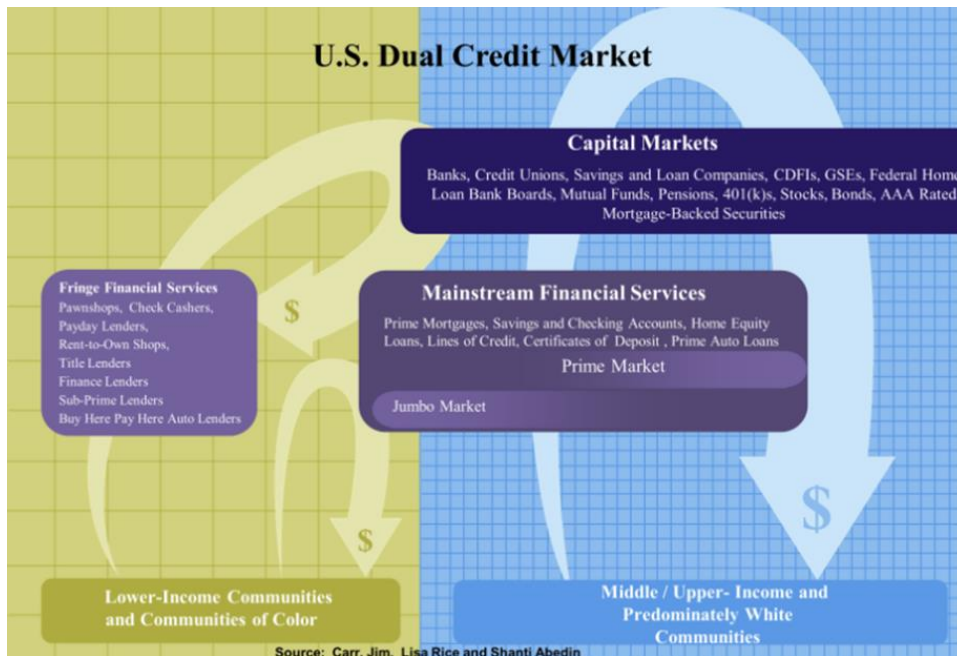 U.S. Dual Credit Market
Capital Markets
Banks, Credit Unions, Savings and Loan Companies, CDFIs, GSEs, Federal Home
Loan Bank Boards, Mutual Funds, Pensions, 401(k)s, Stocks, Bonds, AAA Rated
Mortgage-Backed Securities
Fringe Financial Services
Pawnshops, Check Cashers,
Payday Lenders,
Rent-to-Own Shops,
Title Lenders
Finance Lenders
Sub-Prime Lenders
Buy Here Pay Here Auto Lenders
$
Mainstream Financial Services
Prime Mortgages, Savings and Checking Accounts, Home Equity
Loans, Lines of Credit, Certificates of Deposit , Prime Auto Loans
Prime Market
Jumbo Market
$
$
Lower-Income Communities
and Communities of Color
Middle / Upper- Income and
Predominately White
Communities
Source: Carr, Jim, Lisa Rice and Shanti Abedin